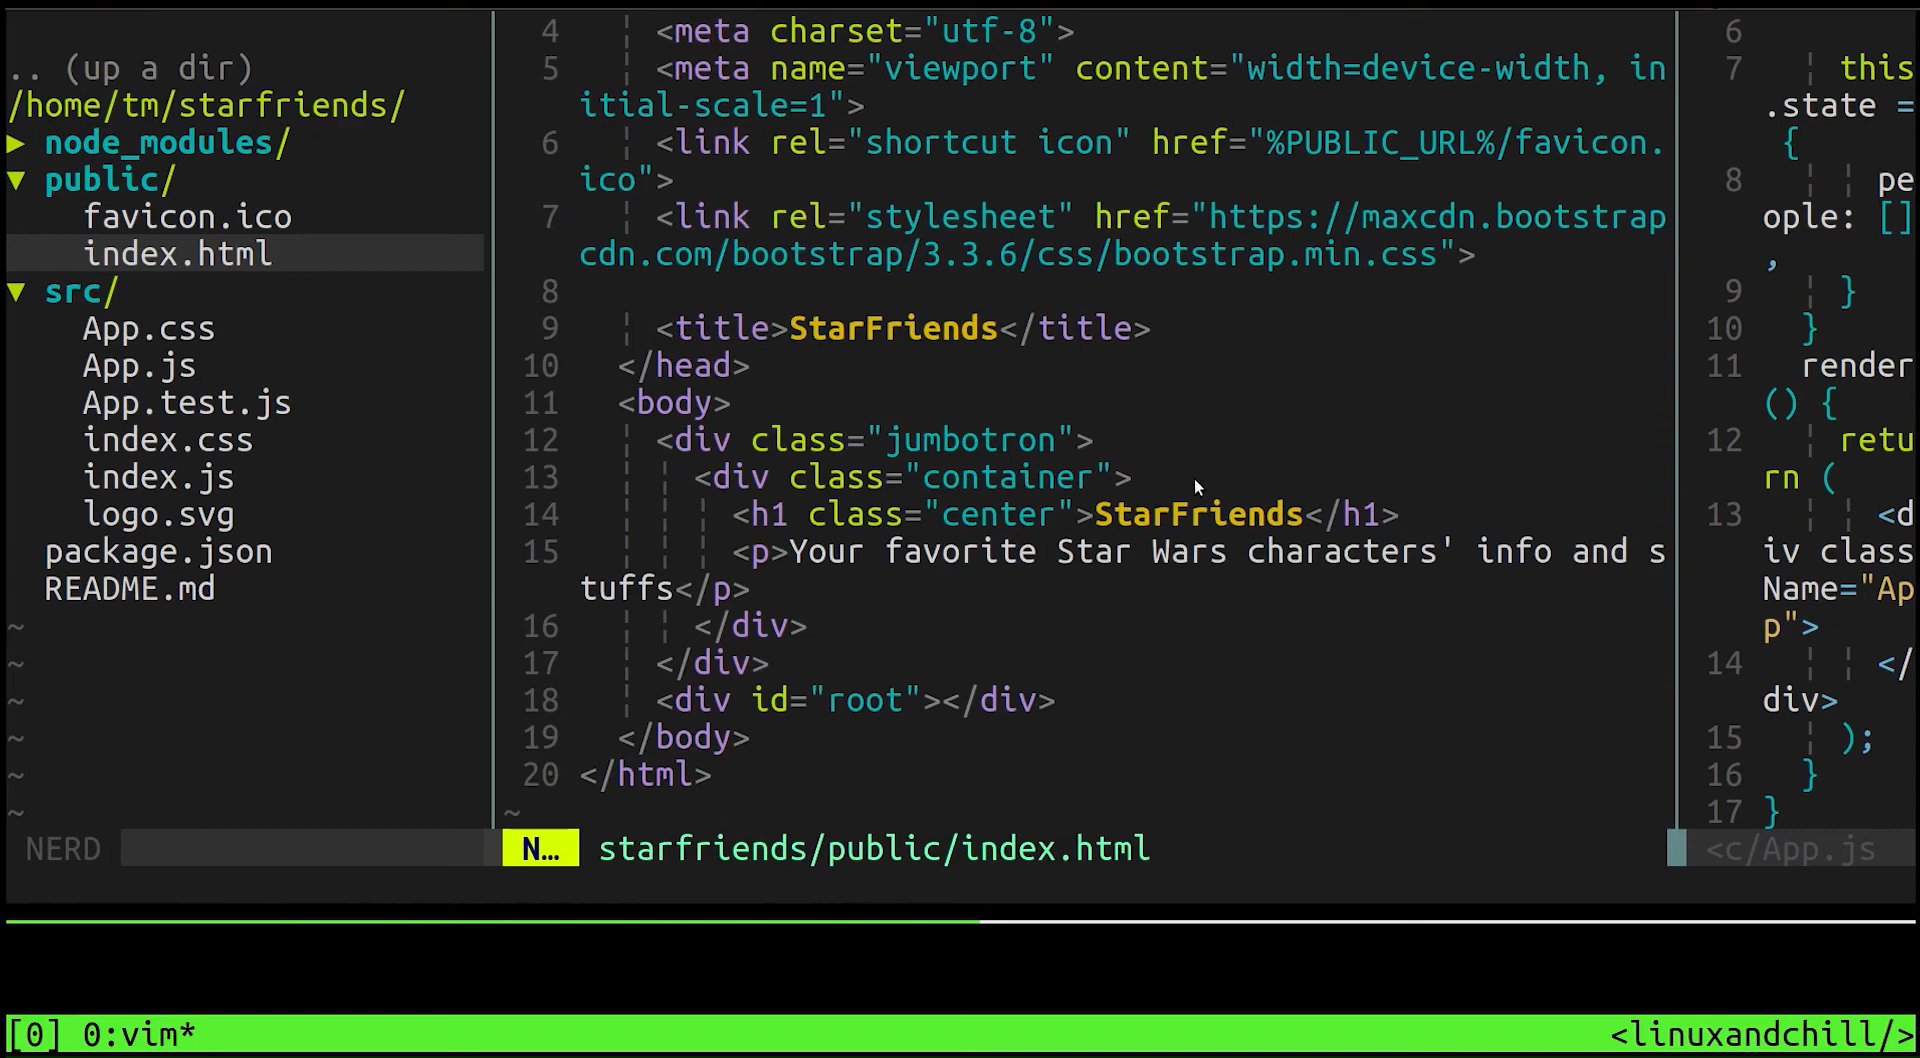 .. (up a dir)
/home/tm/starfriends/
▶ node_modules/
▼ public/
favicon.ico
index.html
▼ src/
App.css
App.js
App.test.js
index.css
index.js
logo.svg
package.json
README.md
~
~
~
~
~
~
NERD
4 <meta charset="utf-8">
5 <meta name="viewport" content="width=device-width, in
itial-scale=1">
6 <link rel="shortcut icon" href="%PUBLIC_URL%/favicon.
ico">
7 <link rel="stylesheet" href="https://maxcdn.bootstrap
cdn.com/bootstrap/3.3.6/css/bootstrap.min.css">
8
9 <title>StarFriends</title>
10 </head>
11 <body>
12 <div class="jumbotron">
13 <div class="container">
14 <h1 class="center">StarFriends</h1>
15 <p>Your favorite Star Wars characters' info and s
tuffs</p>
16 </div>
17 </div>
18 <div id="root"></div>
19 </body>
20 </html>
~
N… starfriends/public/index.html
6
7 this
.state =
{
8 pe
ople: []
,
9 }
10 }
11 render
() {
12 retu
rn (
13 <d
iv class
Name="Ap
p">
14 </
div>
15 );
16 }
17 }
<c/App.js
[0] 0:vim*
<linuxandchill/>